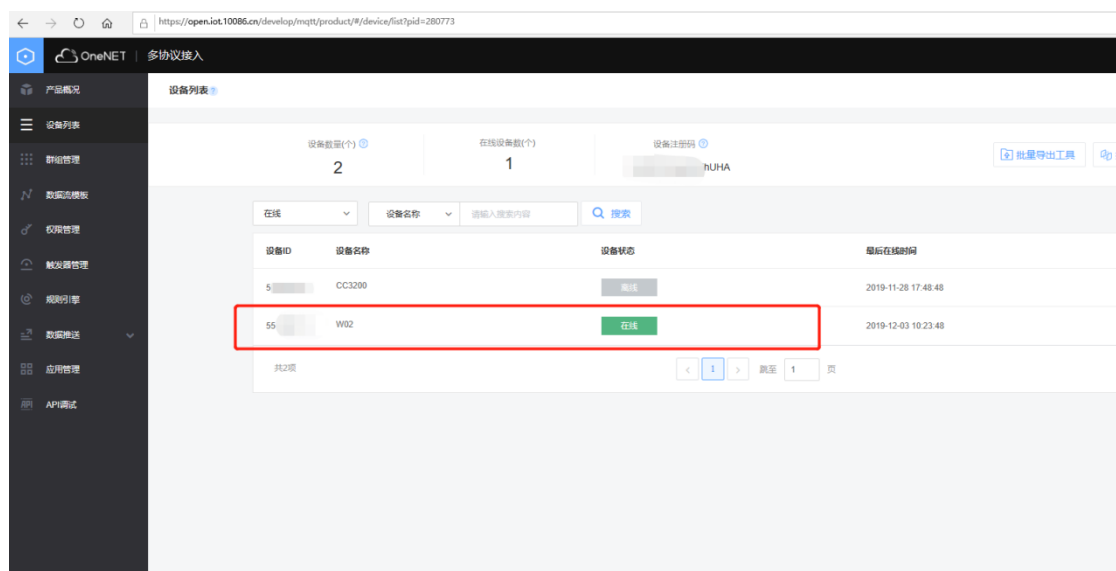 https://open.iot.10086.cn/develop/mqtt/product/#/device/list?pid=280773
OneNET 多协议接入
产品概况
设备列表
群组管理
数据流模板
权限管理
触发器管理
规则引擎
数据推送
应用管理
API调试
设备列表
设备数量(个) 在线设备数(个) 设备注册码
2 1 hUHA
批量导出工具
在线 设备名称 请输入搜索内容 搜索
设备ID 设备名称 设备状态 最后在线时间
5 CC3200 离线 2019-11-28 17:48:48
55 W02 在线 2019-12-03 10:23:48
共2项 < 1 > 跳至 1 页